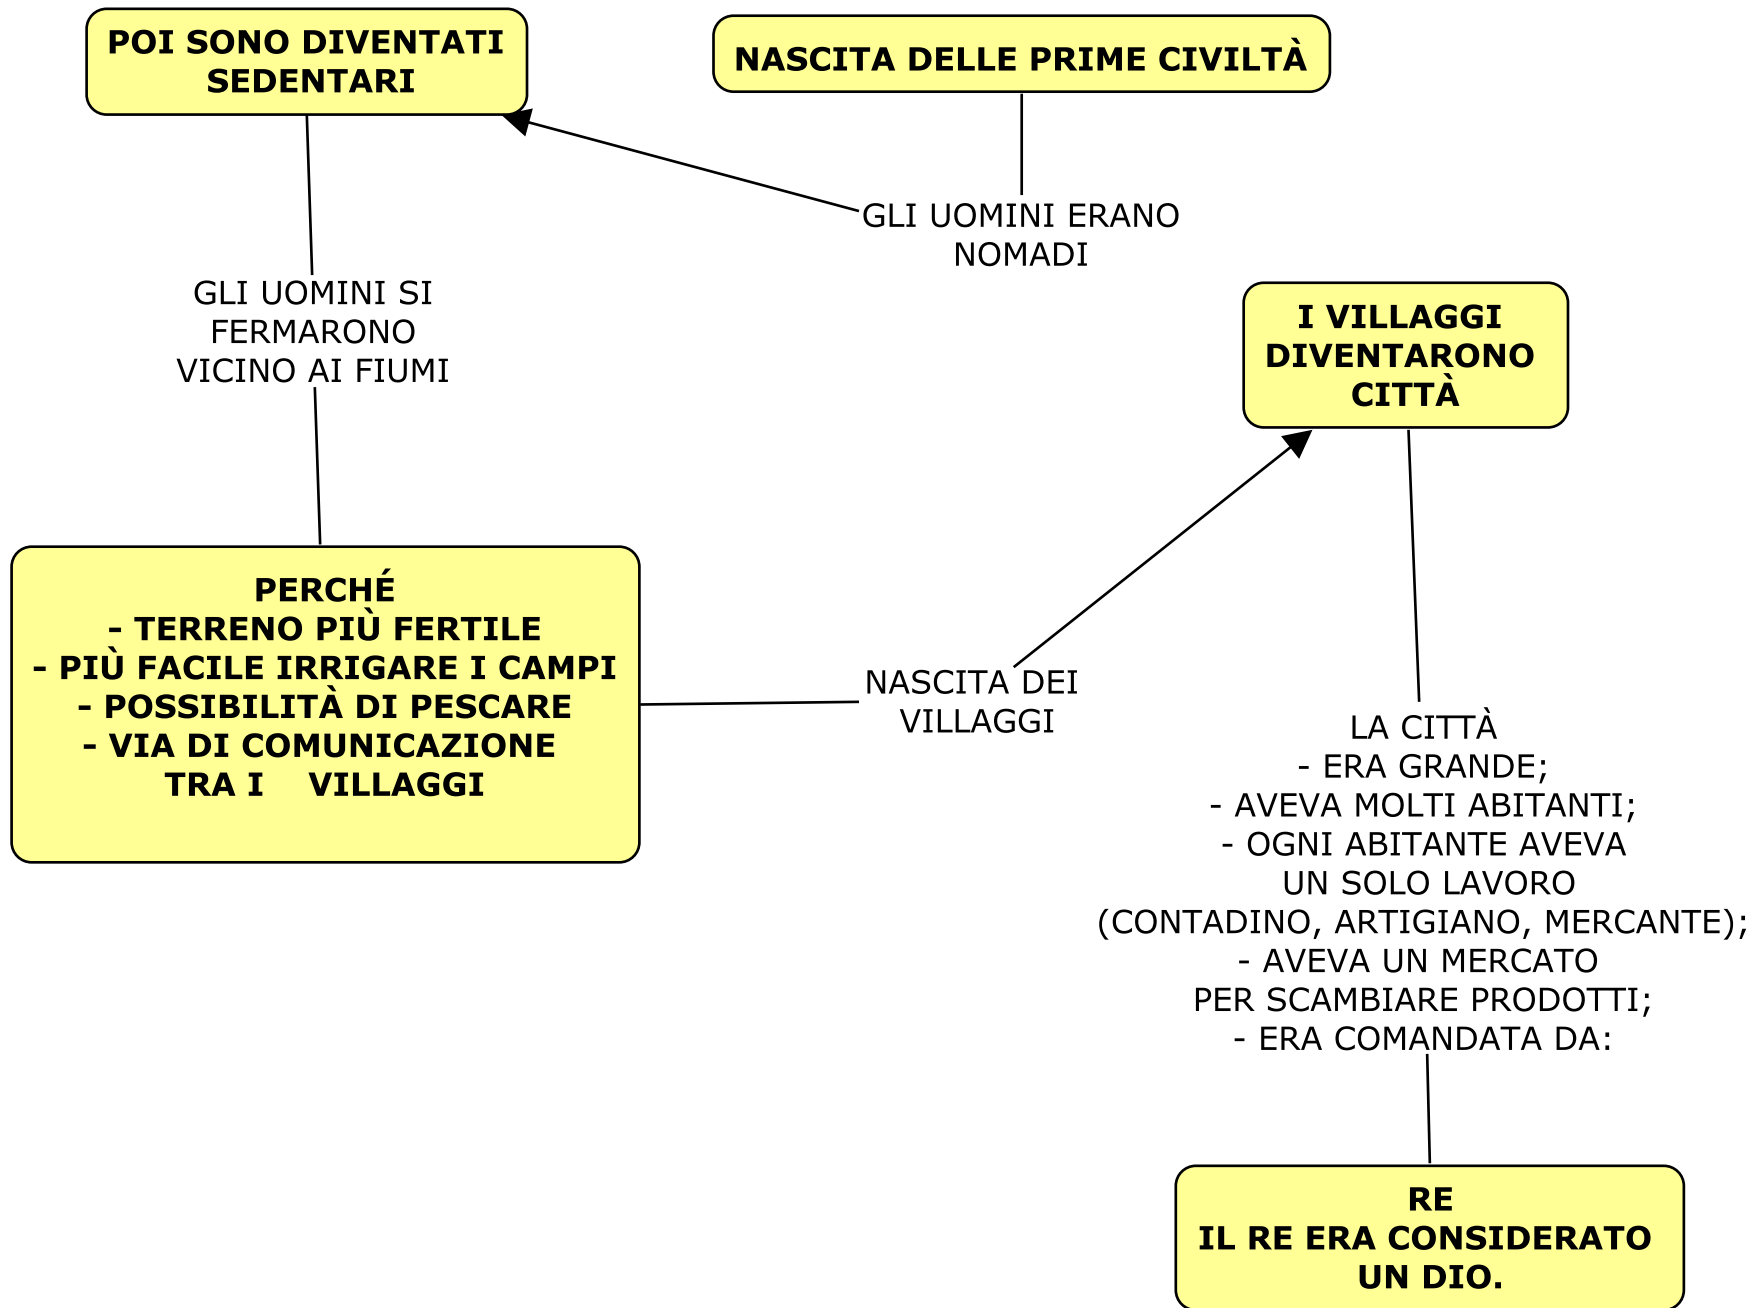 NASCITA DELLE PRIME CIVILTÀ
GLI UOMINI ERANO
NOMADI
POI SONO DIVENTATI
SEDENTARI
GLI UOMINI SI
FERMARONO
VICINO AI FIUMI
PERCHÉ
- TERRENO PIÙ FERTILE
- PIÙ FACILE IRRIGARE I CAMPI
- POSSIBILITÀ DI PESCARE
- VIA DI COMUNICAZIONE
TRA I    VILLAGGI
NASCITA DEI
VILLAGGI
I VILLAGGI
DIVENTARONO
CITTÀ
LA CITTÀ
- ERA GRANDE;
- AVEVA MOLTI ABITANTI;
- OGNI ABITANTE AVEVA
UN SOLO LAVORO
(CONTADINO, ARTIGIANO, MERCANTE);
- AVEVA UN MERCATO
PER SCAMBIARE PRODOTTI;
- ERA COMANDATA DA:
RE
IL RE ERA CONSIDERATO
UN DIO.